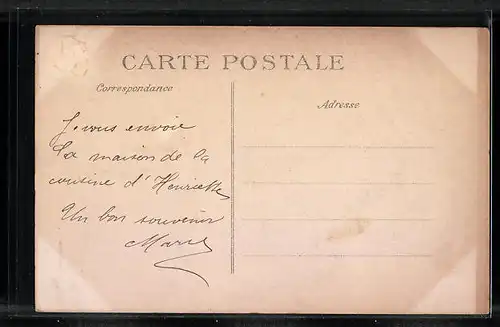 CARTE POSTALE
Correspondance
Adresse
Je vous envoie
la maison de la
cousine d'Henriette
Un bon souvenir
Marie